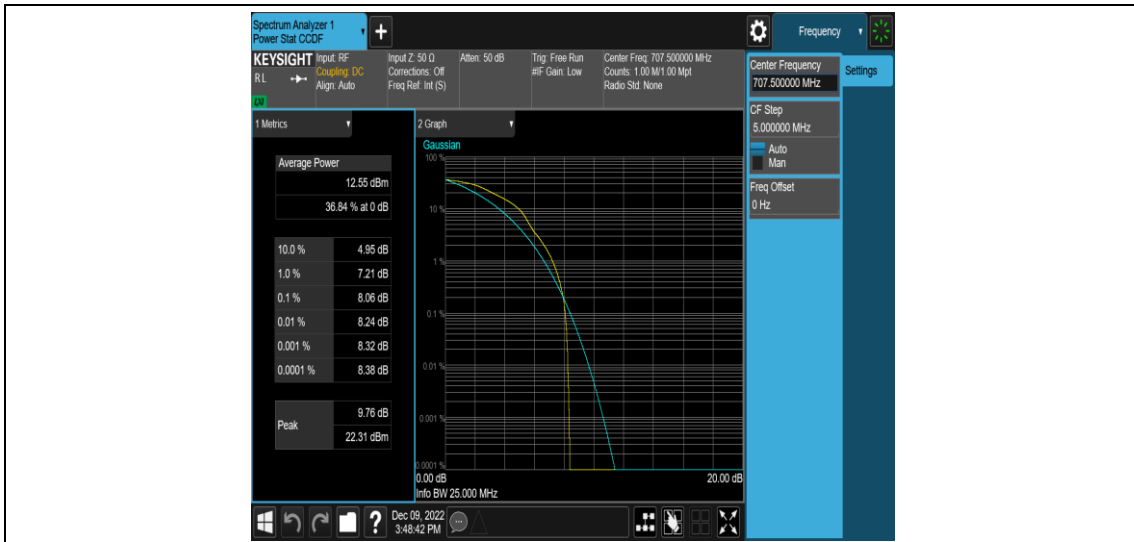 Spectrum Analyzer 1
Power Stat CCDF
+
Frequency
KEYSIGHT
RL
LXI
Input: RF
Coupling: DC
Align: Auto
Input Z: 50 Ω
Corrections: Off
Freq Ref: Int (S)
Atten: 50 dB
Trig: Free Run
#IF Gain: Low
Center Freq: 707.500000 MHz
Counts: 1.00 M/1.00 Mpt
Radio Std: None
Center Frequency
707.500000 MHz
Settings
CF Step
5.000000 MHz
Auto
Man
Freq Offset
0 Hz
1 Metrics
Average Power
12.55 dBm
36.84 % at 0 dB
10.0 % 4.95 dB
1.0 % 7.21 dB
0.1 % 8.06 dB
0.01 % 8.24 dB
0.001 % 8.32 dB
0.0001 % 8.38 dB
Peak
9.76 dB
22.31 dBm
2 Graph
Gaussian
100 %
10 %
1 %
0.1 %
0.01 %
0.001 %
0.0001 %
0.00 dB
20.00 dB
Info BW 25.000 MHz
?
Dec 09, 2022
3:48:42 PM